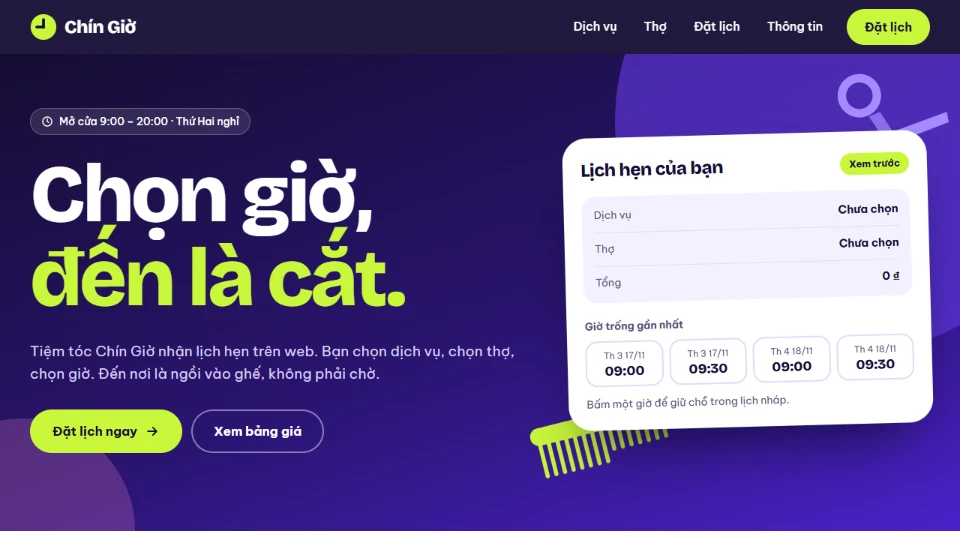 Chín Giờ
Dịch vụ
Thợ
Đặt lịch
Thông tin
Đặt lịch
Mở cửa 9:00 – 20:00 · Thứ Hai nghỉ
Chọn giờ,
đến là cắt.
Tiệm tóc Chín Giờ nhận lịch hẹn trên web. Bạn chọn dịch vụ, chọn thợ,
chọn giờ. Đến nơi là ngồi vào ghế, không phải chờ.
Đặt lịch ngay →
Xem bảng giá
Lịch hẹn của bạn
Xem trước
Dịch vụ
Chưa chọn
Thợ
Chưa chọn
Tổng
0 ₫
Giờ trống gần nhất
Th 3 17/11
09:00
Th 3 17/11
09:30
Th 4 18/11
09:00
Th 4 18/11
09:30
Bấm một giờ để giữ chỗ trong lịch nháp.